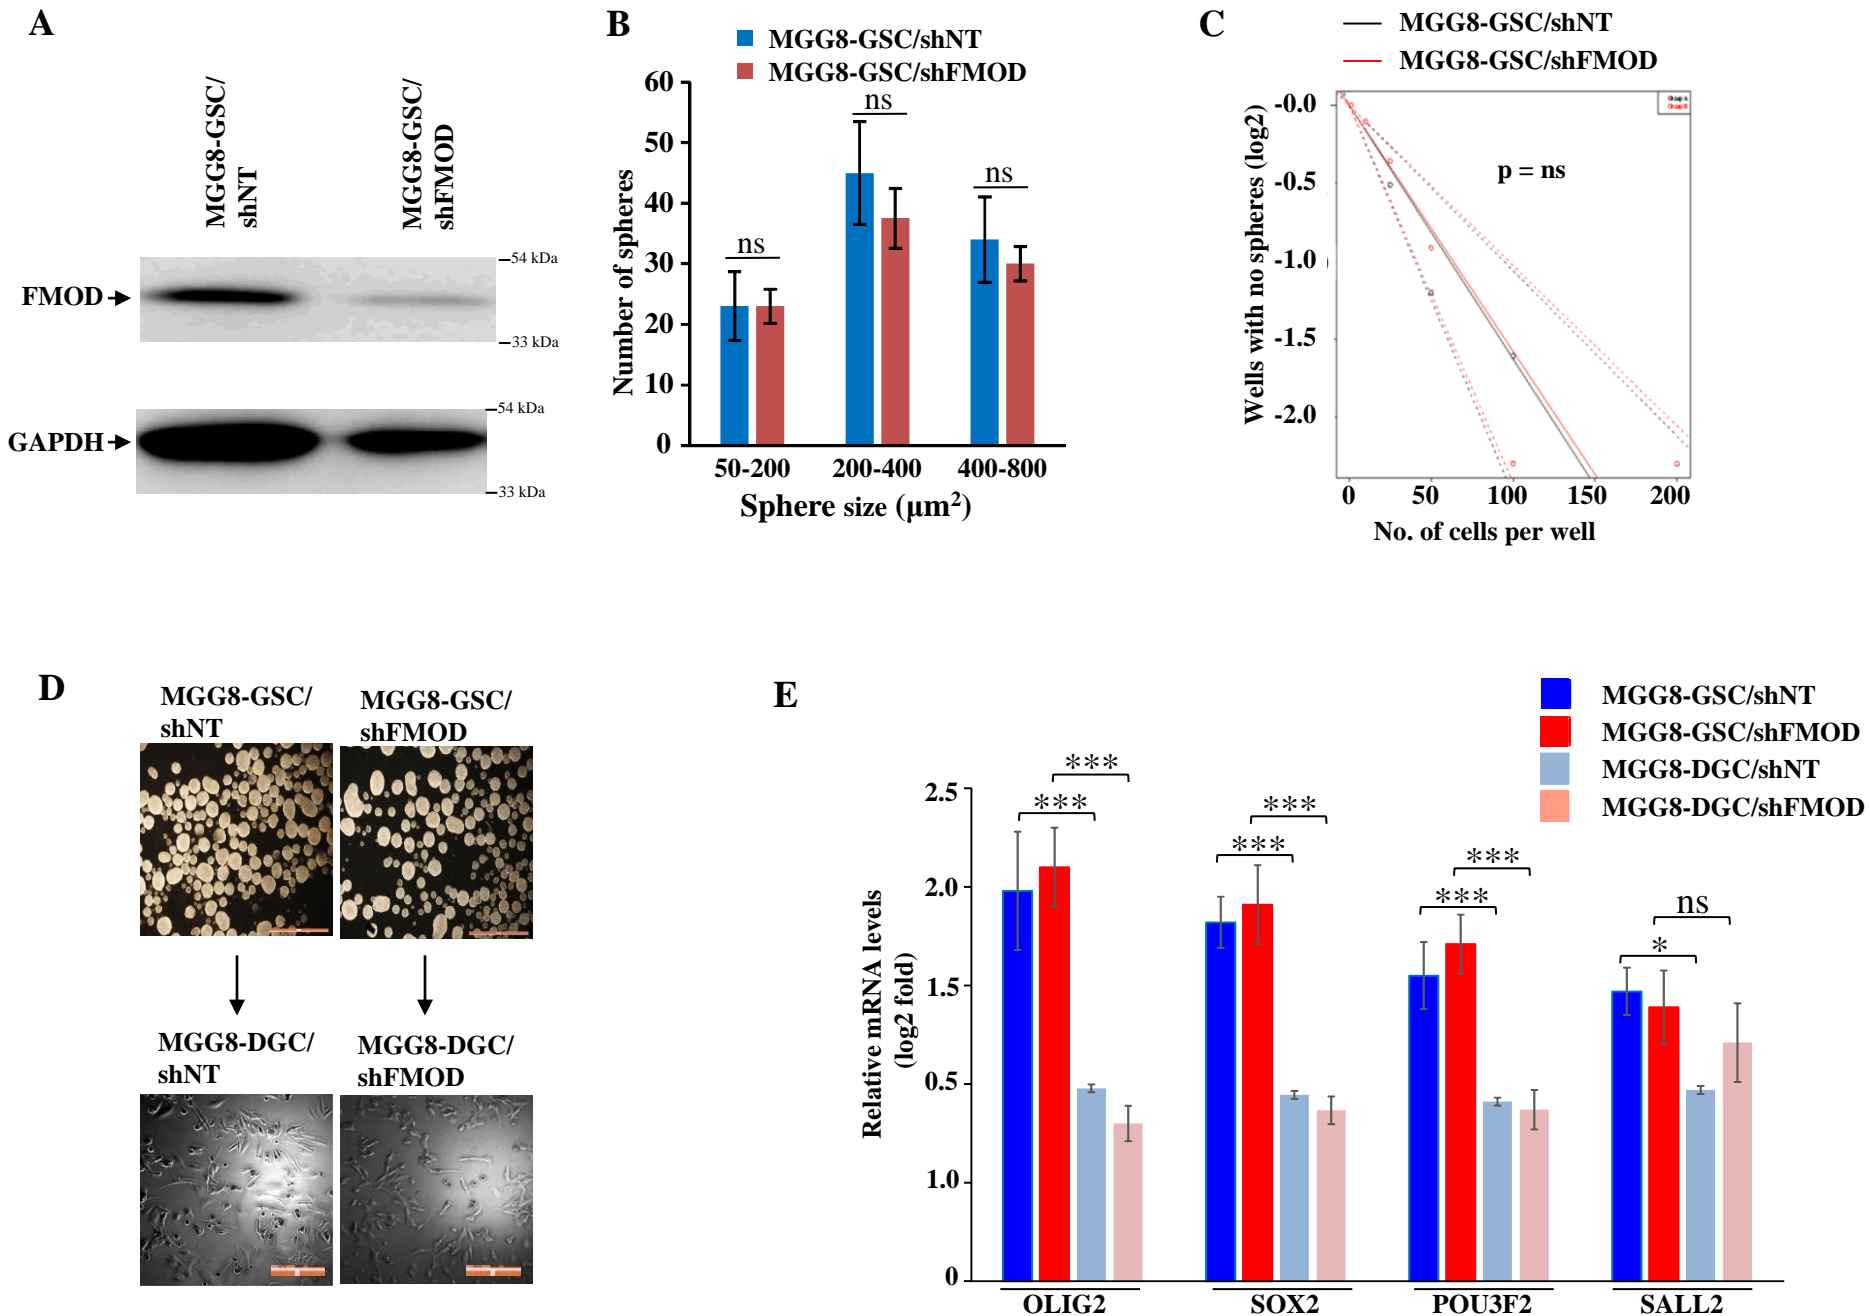 A
MGG8-GSC/
shNT
MGG8-GSC/
shFMOD
54 kDa
FMOD
33 kDa
54 kDa
GAPDH
33 kDa
B
MGG8-GSC/shNT
MGG8-GSC/shFMOD
Number of spheres
60
50
40
30
20
10
0
ns
ns
ns
50-200
200-400
400-800
Sphere size (µm²)
C
MGG8-GSC/shNT
MGG8-GSC/shFMOD
Wells with no spheres (log2)
-0.0
-0.5
-1.0
-1.5
-2.0
Group A
Group B
p = ns
0
50
100
150
200
No. of cells per well
D
MGG8-GSC/
shNT
MGG8-GSC/
shFMOD
MGG8-DGC/
shNT
MGG8-DGC/
shFMOD
E
MGG8-GSC/shNT
MGG8-GSC/shFMOD
MGG8-DGC/shNT
MGG8-DGC/shFMOD
Relative mRNA levels
(log2 fold)
2.5
2.0
1.5
0.5
1.0
0
***
***
***
***
***
***
*
ns
OLIG2
SOX2
POU3F2
SALL2